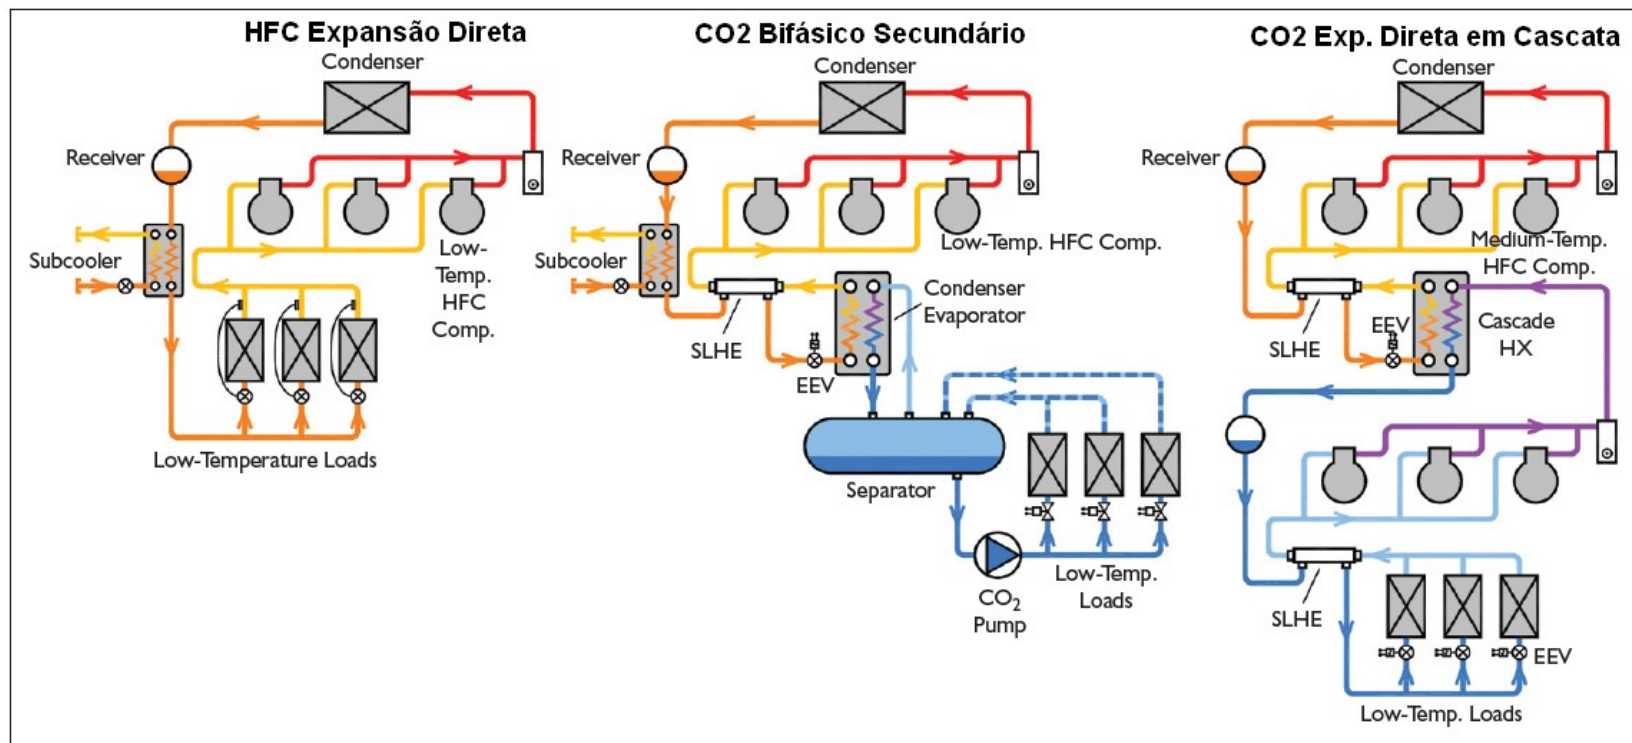 HFC Expansão Direta
Condenser
Receiver
Subcooler
Low-
Temp.
HFC
Comp.
Low-Temperature Loads
CO2 Bifásico Secundário
Condenser
Receiver
Subcooler
Low-Temp. HFC Comp.
SLHE
Condenser
Evaporator
EEV
Separator
CO2
Pump
Low-Temp.
Loads
CO2 Exp. Direta em Cascata
Condenser
Receiver
Medium-Temp.
HFC Comp.
SLHE
EEV
Cascade
HX
SLHE
EEV
Low-Temp. Loads